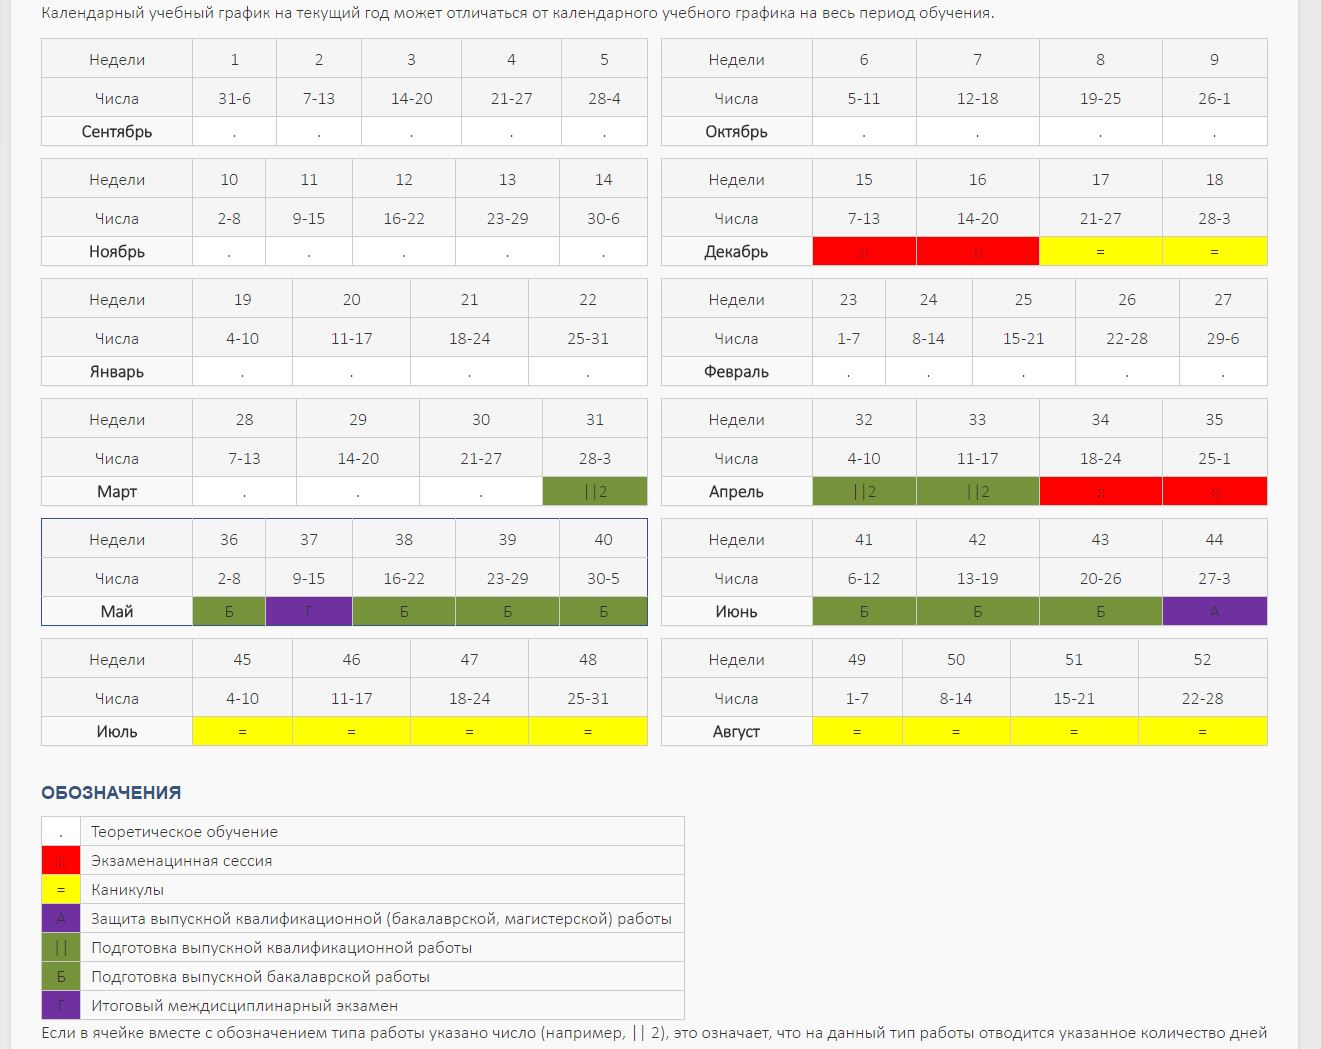 Календарный учебный график на текущий год может отличаться от календарного учебного графика на весь период обучения.
Недели 1 2 3 4 5
Числа 31-6 7-13 14-20 21-27 28-4
Сентябрь . . . . .
Недели 6 7 8 9
Числа 5-11 12-18 19-25 26-1
Октябрь . . . .
Недели 10 11 12 13 14
Числа 2-8 9-15 16-22 23-29 30-6
Ноябрь . . . . .
Недели 15 16 17 18
Числа 7-13 14-20 21-27 28-3
Декабрь :: :: = =
Недели 19 20 21 22
Числа 4-10 11-17 18-24 25-31
Январь . . . .
Недели 23 24 25 26 27
Числа 1-7 8-14 15-21 22-28 29-6
Февраль . . . . .
Недели 28 29 30 31
Числа 7-13 14-20 21-27 28-3
Март . . . ||2
Недели 32 33 34 35
Числа 4-10 11-17 18-24 25-1
Апрель ||2 ||2 :: ::
Недели 36 37 38 39 40
Числа 2-8 9-15 16-22 23-29 30-5
Май Б Г Б Б Б
Недели 41 42 43 44
Числа 6-12 13-19 20-26 27-3
Июнь Б Б Б А
Недели 45 46 47 48
Числа 4-10 11-17 18-24 25-31
Июль = = = =
Недели 49 50 51 52
Числа 1-7 8-14 15-21 22-28
Август = = = =
ОБОЗНАЧЕНИЯ
. Теоретическое обучение
:: Экзаменацинная сессия
= Каникулы
А Защита выпускной квалификационной (бакалаврской, магистерской) работы
|| Подготовка выпускной квалификационной работы
Б Подготовка выпускной бакалаврской работы
Г Итоговый междисциплинарный экзамен
Если в ячейке вместе с обозначением типа работы указано число (например, || 2), это означает, что на данный тип работы отводится указанное количество дней